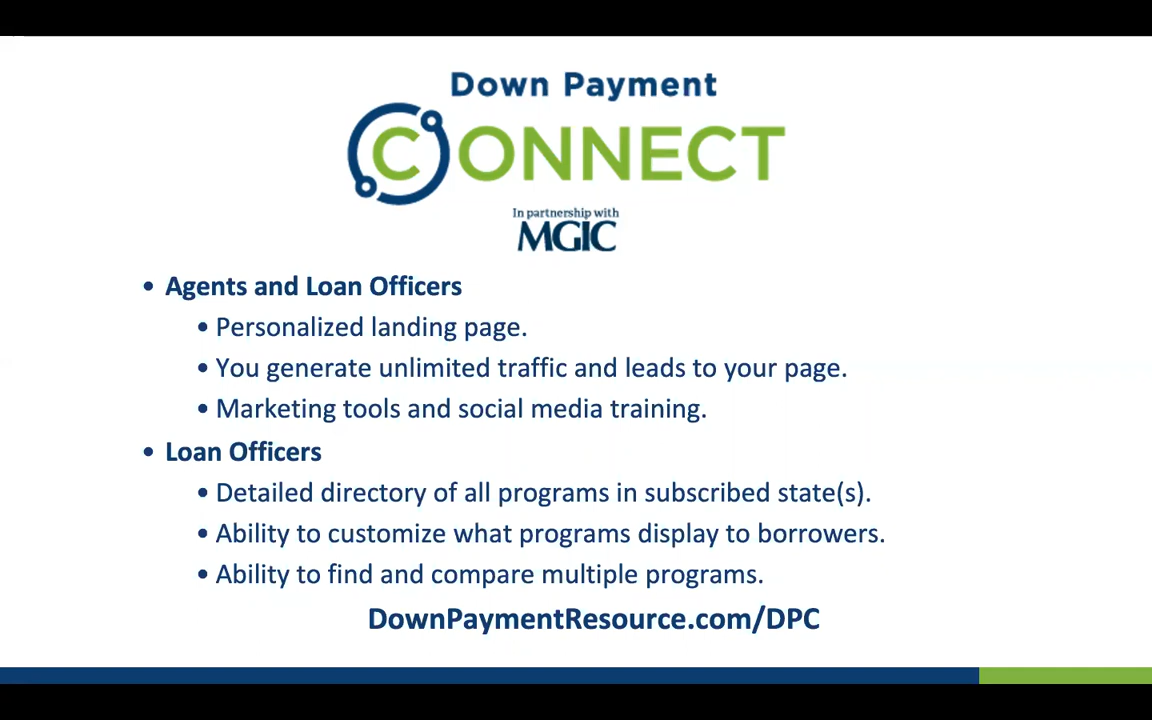 Down Payment
CONNECT
In partnership with
MGIC
• Agents and Loan Officers
• Personalized landing page.
• You generate unlimited traffic and leads to your page.
• Marketing tools and social media training.
• Loan Officers
• Detailed directory of all programs in subscribed state(s).
• Ability to customize what programs display to borrowers.
• Ability to find and compare multiple programs.
DownPaymentResource.com/DPC